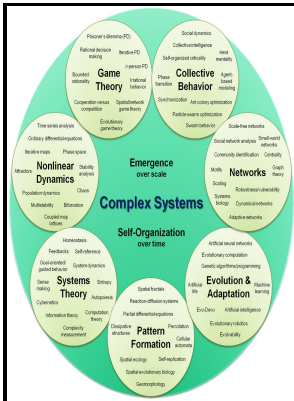 Prisoner's dilemma (PD)
Rational decision making
Iterative PD
n-person PD
Bounded rationality
Game Theory
Irrational behavior
Cooperation versus competition
Spatial/network game theory
Evolutionary game theory
Social dynamics
Collective intelligence
Self-organized criticality
Herd mentality
Phase transition
Collective Behavior
Agent-based modeling
Synchronization
Ant colony optimization
Particle swarm optimization
Swarm behavior
Time series analysis
Ordinary differential equations
Iterative maps
Phase space
Attractors
Nonlinear Dynamics
Stability analysis
Population dynamics
Chaos
Multistability
Bifurcation
Coupled map lattices
Emergence
over scale
Complex Systems
Self-Organization
over time
Scale-free networks
Social network analysis
Small-world networks
Community identification
Centrality
Motifs
Networks
Graph theory
Scaling
Robustness/vulnerability
Systems biology
Dynamical networks
Adaptive networks
Homeostasis
Feedbacks
Self-reference
Goal-oriented/guided behavior
System dynamics
Sense making
Systems Theory
Entropy
Cybernetics
Autopoiesis
Information theory
Computation theory
Complexity measurement
Spatial fractals
Reaction-diffusion systems
Partial differential equations
Dissipative structures
Pattern Formation
Percolation
Cellular automata
Spatial ecology
Self-replication
Spatial evolutionary biology
Geomorphology
Artificial neural networks
Evolutionary computation
Genetic algorithms/programming
Artificial life
Evolution & Adaptation
Machine learning
Evo-Devo
Artificial intelligence
Evolutionary robotics
Evolvability